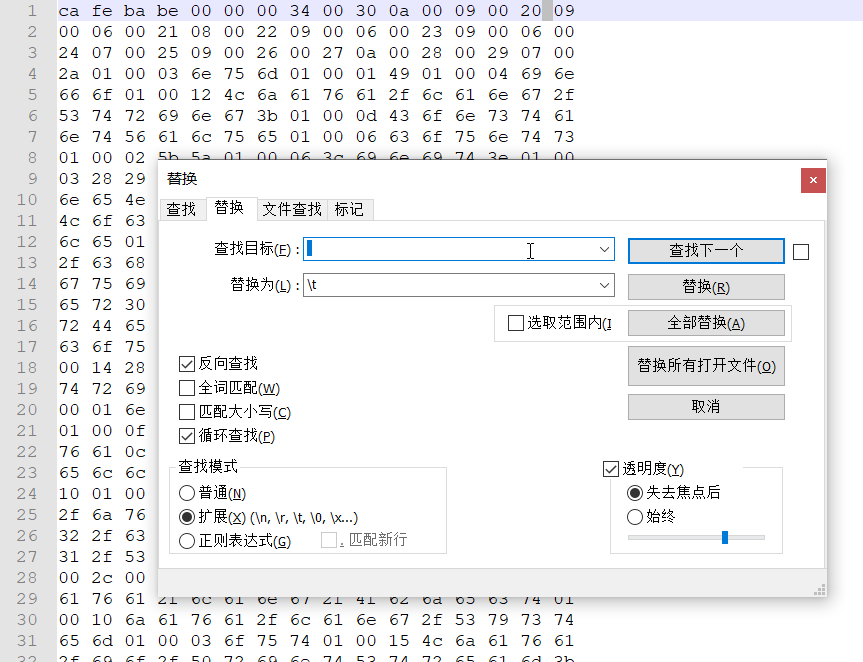 1 ca fe ba be 00 00 00 34 00 30 0a 00 09 00 20 09
2 00 06 00 21 08 00 22 09 00 06 00 23 09 00 06 00
3 24 07 00 25 09 00 26 00 27 0a 00 28 00 29 07 00
4 2a 01 00 03 6e 75 6d 01 00 01 49 01 00 04 69 6e
5 66 6f 01 00 12 4c 6a 61 76 61 2f 6c 61 6e 67 2f
6 53 74 72 69 6e 67 3b 01 00 0d 43 6f 6e 73 74 61
7 6e 74 56 61 6c 75 65 01 00 06 63 6f 75 6e 74 73
8 01 00 02 5b 5a 01 00 06 3c 69 6e 69 74 3e 01 00
9 03 28 29
10 6e 65 4e
11 4c 6f 63
12 6c 65 01
13 2f 63 68
14 67 75 69
15 65 72 30
16 72 44 65
17 63 6f 75
18 00 14 28
19 74 72 69
20 00 01 6e
21 01 00 0f
22 76 61 0c
23 65 6c 6c
24 10 01 00
25 2f 6a 76
26 32 2f 63
27 31 2f 53
28 00 2c 00
替换
查找 替换 文件查找 标记
查找目标(F) :
查找下一个
替换为(L) : \t
替换(R)
选取范围内(I
全部替换(A)
替换所有打开文件(O)
取消
反向查找
全词匹配(W)
匹配大小写(C)
循环查找(P)
查找模式
普通(N)
扩展(X) (\n, \r, \t, \0, \x...)
正则表达式(G) . 匹配新行
透明度(Y)
失去焦点后
始终
29 61 76 61 2f 6c 61 6e 67 2f 4f 62 6a 65 63 74 01
30 00 10 6a 61 76 61 2f 6c 61 6e 67 2f 53 79 73 74
31 65 6d 01 00 03 6f 75 74 01 00 15 4c 6a 61 76 61
32 2f 69 6f 2f 50 72 69 6e 74 53 74 72 65 61 6d 3b